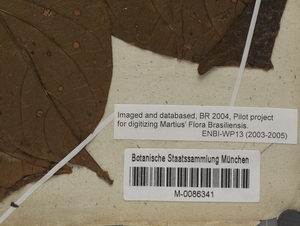 Imaged and databased, BR 2004, Pilot project
for digitizing Martius' Flora Brasiliensis.
ENBI-WP13 (2003-2005)
Botanische Staatssammlung München
M-0086341